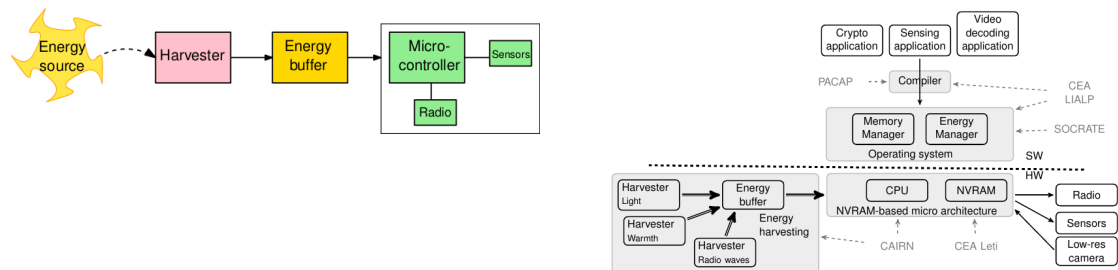 Energy
source
Harvester
Energy
buffer
Micro-
controller
Sensors
Radio
Crypto
application
Sensing
application
Video
decoding
application
PACAP
Compiler
CEA
LIALP
Memory
Manager
Energy
Manager
SOCRATE
Operating system
SW
HW
Harvester
Light
Energy
buffer
CPU
NVRAM
Radio
NVRAM-based micro architecture
Harvester
Warmth
Energy
harvesting
Sensors
Harvester
Radio waves
CAIRN
CEA Leti
Low-res
camera